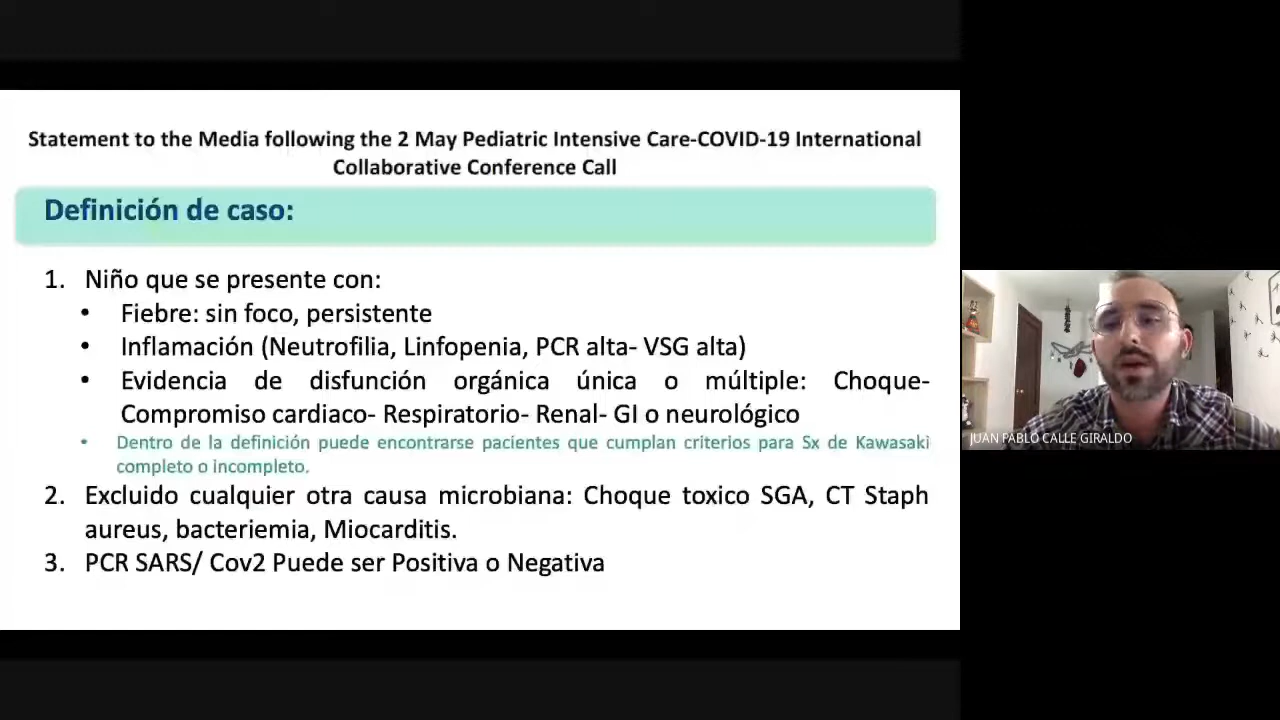 Statement to the Media following the 2 May Pediatric Intensive Care-COVID-19 International
Collaborative Conference Call
Definición de caso:
1. Niño que se presente con:
• Fiebre: sin foco, persistente
• Inflamación (Neutrofilia, Linfopenia, PCR alta- VSG alta)
• Evidencia de disfunción orgánica única o múltiple: Choque-
Compromiso cardiaco- Respiratorio- Renal- GI o neurológico
• Dentro de la definición puede encontrarse pacientes que cumplan criterios para Sx de Kawasaki
completo o incompleto.
2. Excluido cualquier otra causa microbiana: Choque toxico SGA, CT Staph
aureus, bacteriemia, Miocarditis.
3. PCR SARS/ Cov2 Puede ser Positiva o Negativa
JUAN PABLO CALLE GIRALDO